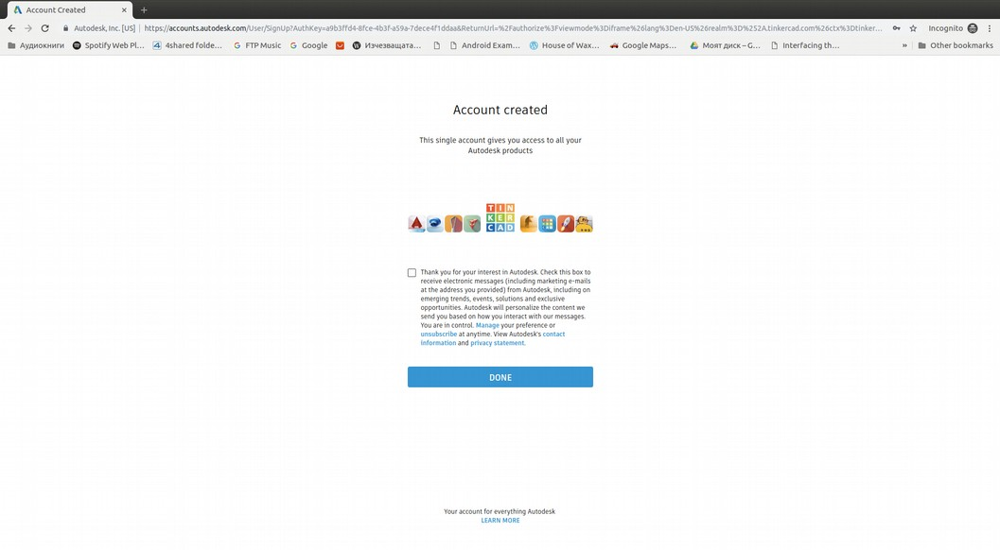 Account Created
Autodesk, Inc. [US]
https://accounts.autodesk.com/User/SignUp?AuthKey=a9b3ffd4-8fce-4b3f-a59a-7dece4f1ddaa&ReturnUrl=%2Fauthorize%3Fviewmode%3Diframe%26lang%3Den-US%26realm%3D%252A.tinkercad.com%26ctx%3Dtinker...
Incognito
Аудиокниги
Spotify Web Pl...
4shared folde...
FTP Music
Google
Изчезващата...
Android Exam...
House of Wax...
Google Maps...
Моят диск – G...
Interfacing th...
»
Other bookmarks
Account created
This single account gives you access to all your
Autodesk products
TIN
KER
CAD
Thank you for your interest in Autodesk. Check this box to
receive electronic messages (including marketing e-mails
at the address you provided) from Autodesk, including on
emerging trends, events, solutions and exclusive
opportunities. Autodesk will personalize the content we
send you based on how you interact with our messages.
You are in control. Manage your preference or
unsubscribe at anytime. View Autodesk's contact
information and privacy statement.
DONE
Your account for everything Autodesk
LEARN MORE